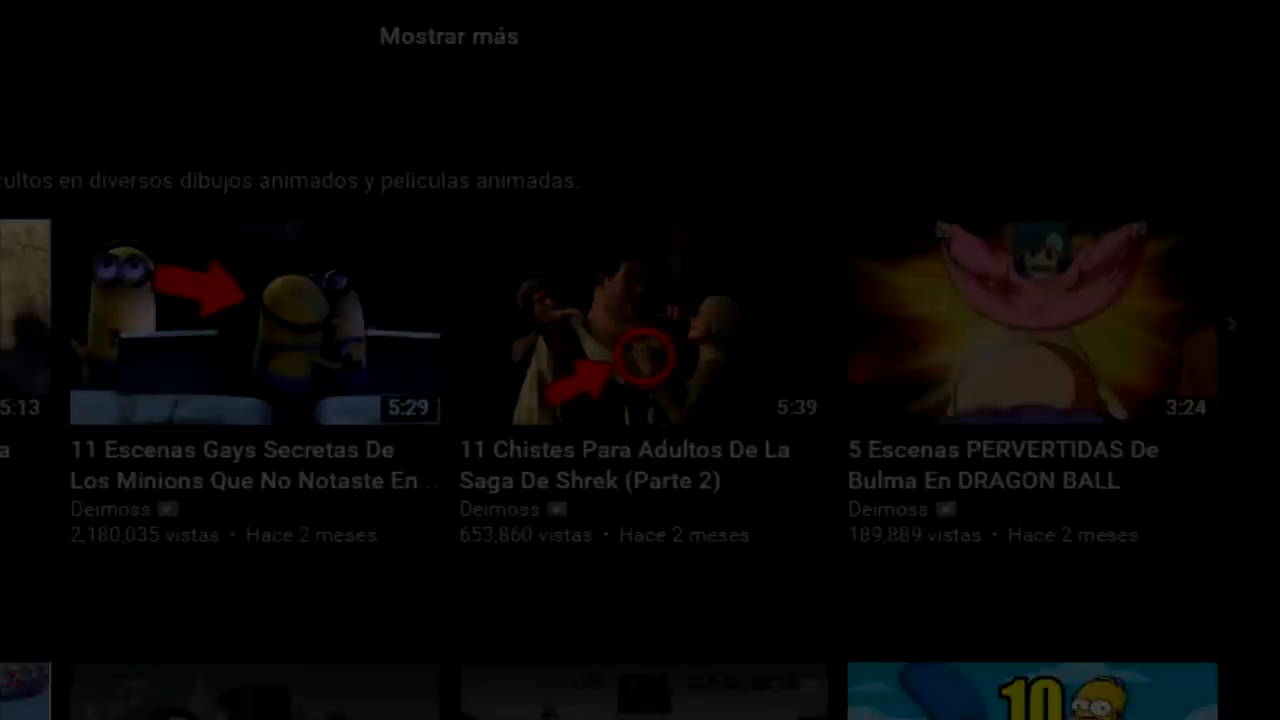 Mostrar más
cultos en diversos dibujos animados y peliculas animadas.
5:13
5:29
5:39
3:24
a
11 Escenas Gays Secretas De
Los Minions Que No Notaste En...
Deimoss
2,180,035 vistas • Hace 2 meses
11 Chistes Para Adultos De La
Saga De Shrek (Parte 2)
Deimoss
653,860 vistas • Hace 2 meses
5 Escenas PERVERTIDAS De
Bulma En DRAGON BALL
Deimoss
189,889 vistas • Hace 2 meses
10